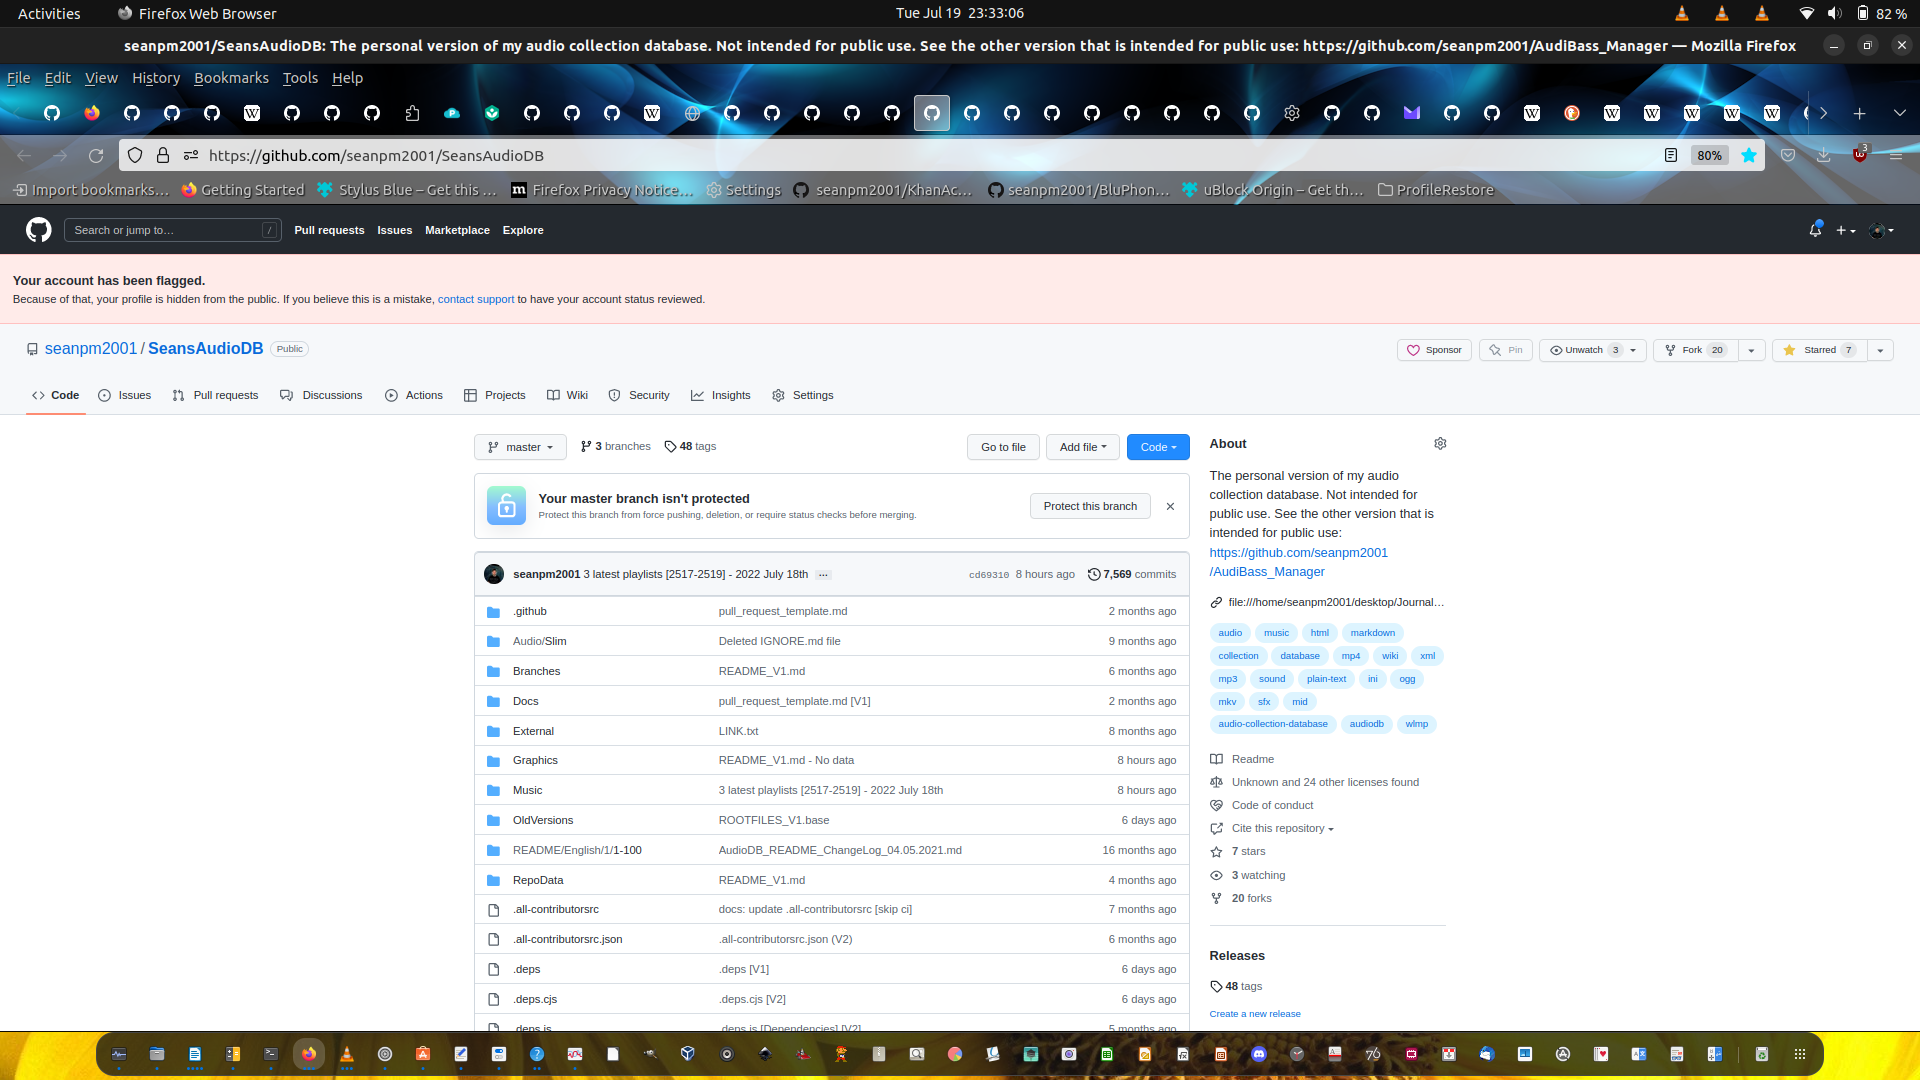 Activities
Firefox Web Browser
Tue Jul 19 23:33:06
82 %
seanpm2001/SeansAudioDB: The personal version of my audio collection database. Not intended for public use. See the other version that is intended for public use: https://github.com/seanpm2001/AudiBass_Manager — Mozilla Firefox
File Edit View History Bookmarks Tools Help
https://github.com/seanpm2001/SeansAudioDB
80%
3
Import bookmarks… Getting Started Stylus Blue – Get this … Firefox Privacy Notice… Settings seanpm2001/KhanAc… seanpm2001/BluPhon… uBlock Origin – Get th… ProfileRestore
Search or jump to… /
Pull requests Issues Marketplace Explore
Your account has been flagged.
Because of that, your profile is hidden from the public. If you believe this is a mistake, contact support to have your account status reviewed.
seanpm2001 / SeansAudioDB Public
Sponsor Pin Unwatch 3 Fork 20 Starred 7
Code Issues Pull requests Discussions Actions Projects Wiki Security Insights Settings
master 3 branches 48 tags
Go to file Add file Code
Your master branch isn't protected
Protect this branch from force pushing, deletion, or require status checks before merging.
Protect this branch
seanpm2001 3 latest playlists [2517-2519] - 2022 July 18th … cd69310 8 hours ago 7,569 commits
.github pull_request_template.md 2 months ago
Audio/Slim Deleted IGNORE.md file 9 months ago
Branches README_V1.md 6 months ago
Docs pull_request_template.md [V1] 2 months ago
External LINK.txt 8 months ago
Graphics README_V1.md - No data 8 hours ago
Music 3 latest playlists [2517-2519] - 2022 July 18th 8 hours ago
OldVersions ROOTFILES_V1.base 6 days ago
README/English/1/1-100 AudioDB_README_ChangeLog_04.05.2021.md 16 months ago
RepoData README_V1.md 4 months ago
.all-contributorsrc docs: update .all-contributorsrc [skip ci] 7 months ago
.all-contributorsrc.json .all-contributorsrc.json (V2) 6 months ago
.deps .deps [V1] 6 days ago
.deps.cjs .deps.cjs [V2] 6 days ago
.deps.js .deps.js [Dependencies] [V2] 5 months ago
About
The personal version of my audio
collection database. Not intended for
public use. See the other version that is
intended for public use:
https://github.com/seanpm2001
/AudiBass_Manager
file:///home/seanpm2001/desktop/Journal…
audio music html markdown
collection database mp4 wiki xml
mp3 sound plain-text ini ogg
mkv sfx mid
audio-collection-database audiodb wlmp
Readme
Unknown and 24 other licenses found
Code of conduct
Cite this repository
7 stars
3 watching
20 forks
Releases
48 tags
Create a new release